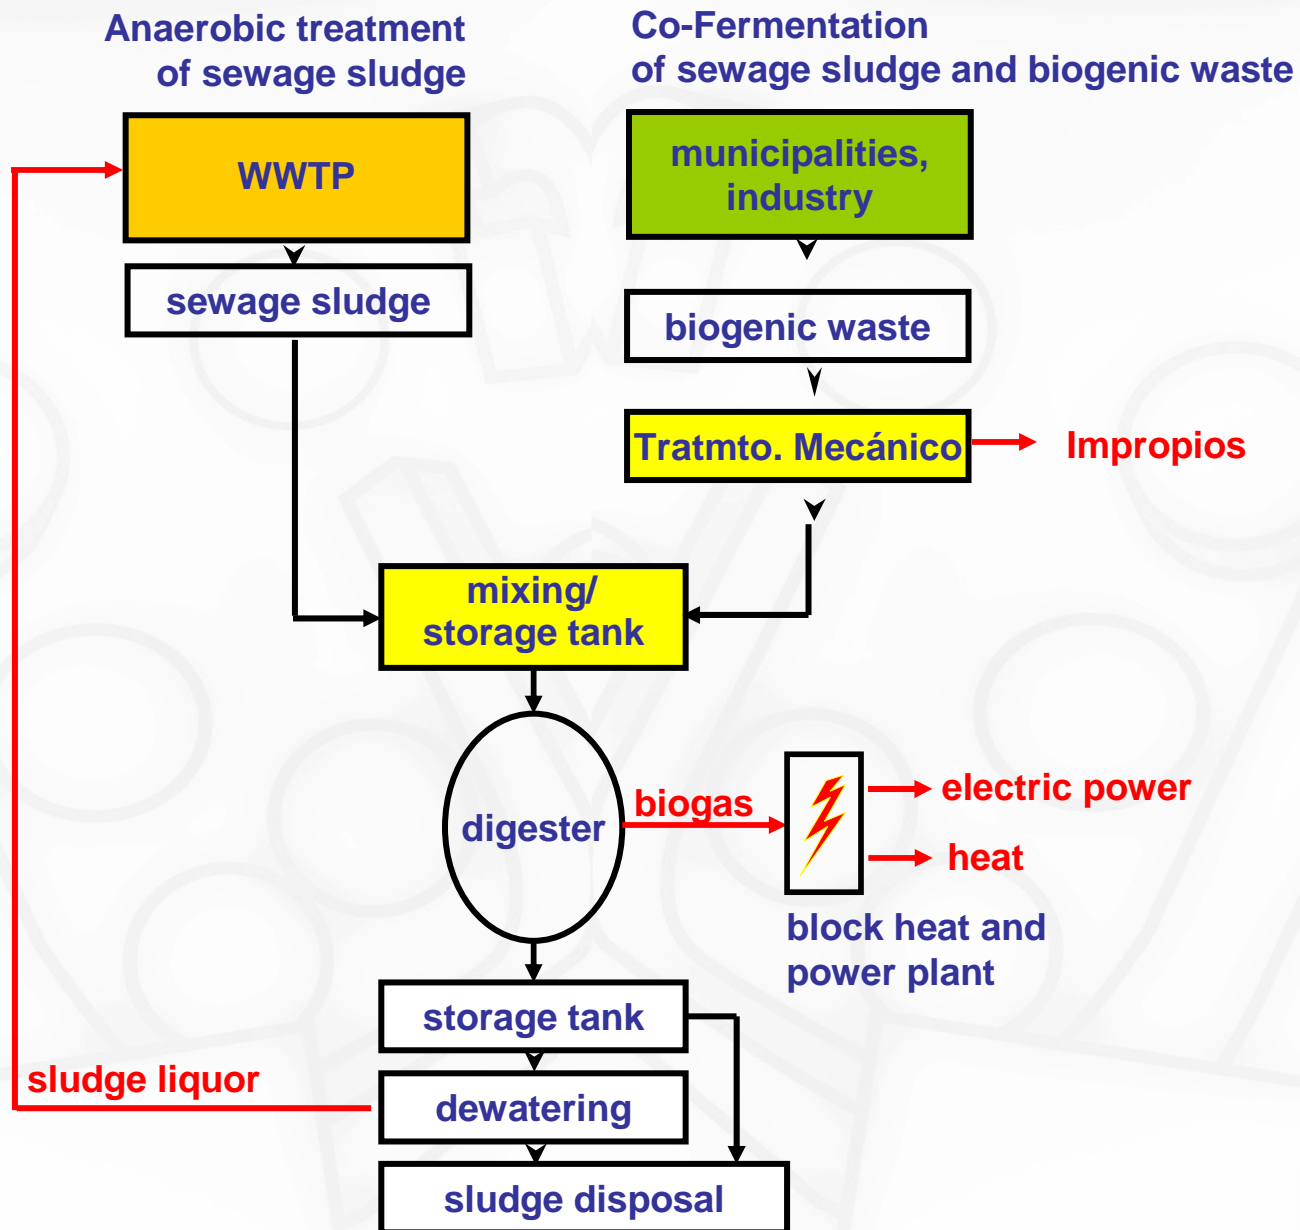 Anaerobic treatment
of sewage sludge
Co-Fermentation
of sewage sludge and biogenic waste
WWTP
municipalities,
industry
sewage sludge
biogenic waste
Tratmto. Mecánico
Impropios
mixing/
storage tank
digester
biogas
electric power
heat
block heat and
power plant
storage tank
sludge liquor
dewatering
sludge disposal